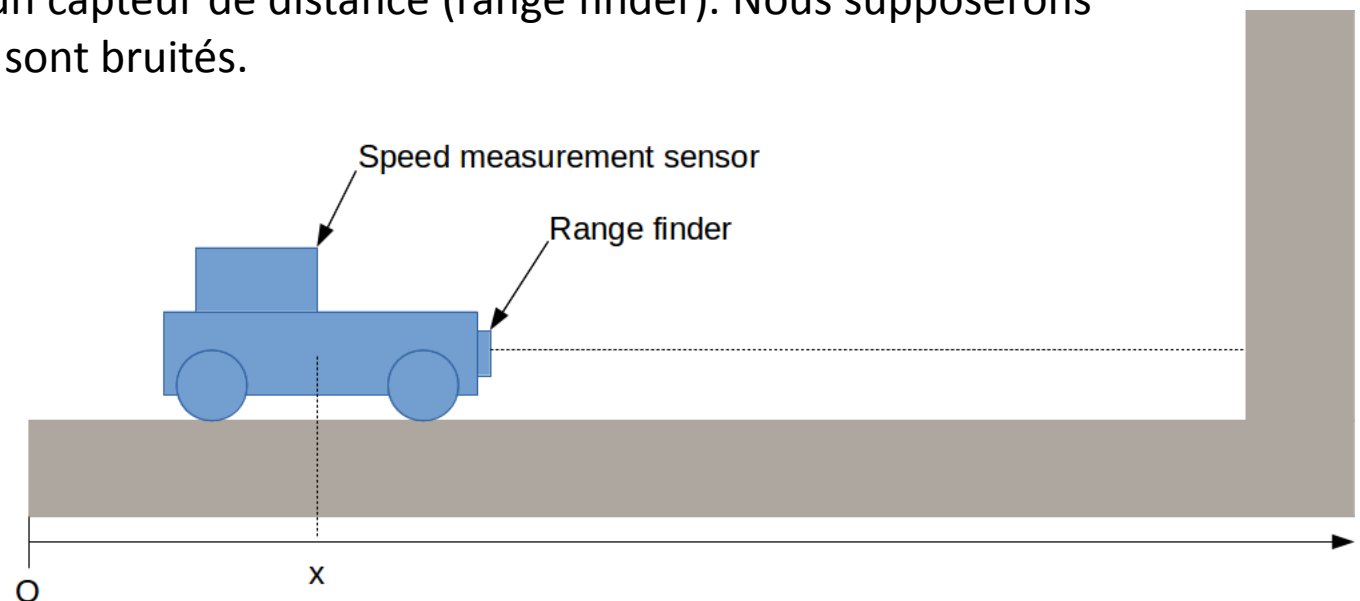 un capteur de distance (range finder). Nous supposerons
sont bruités.
Speed measurement sensor
Range finder
x
O